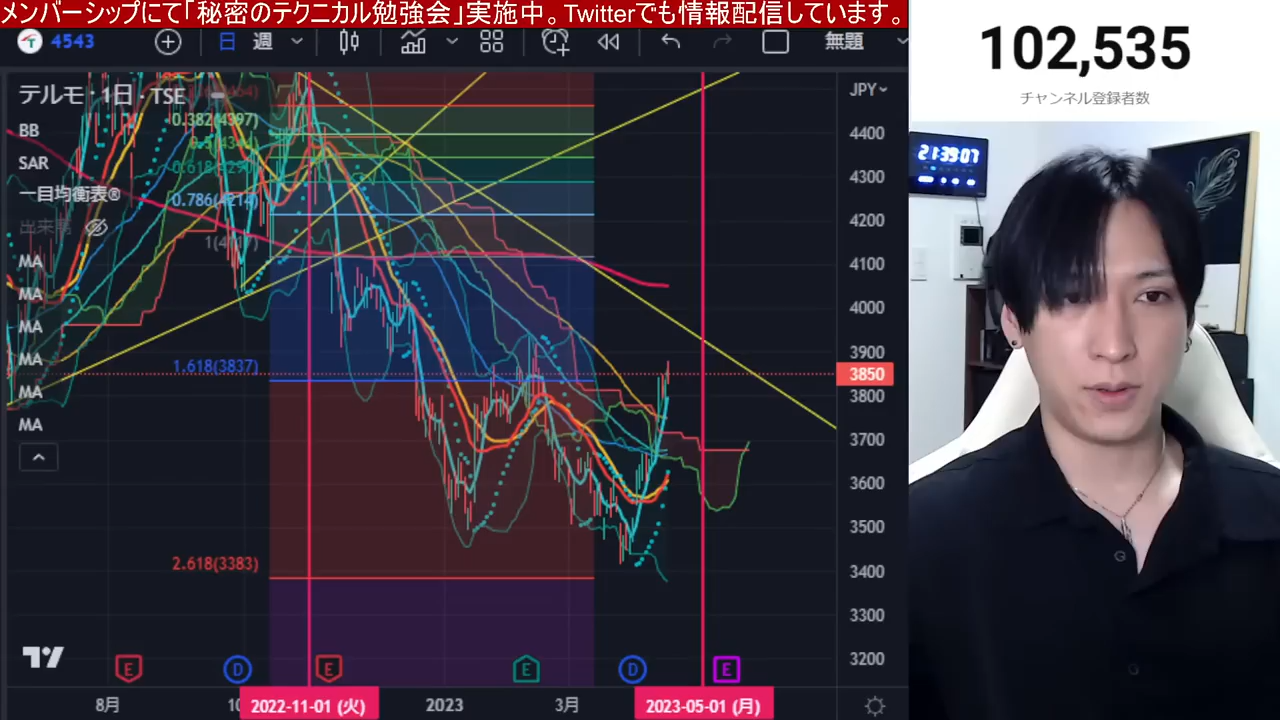 メンバーシップにて「秘密のテクニカル勉強会」実施中。Twitterでも情報配信しています。
4543
日
週
無題
102,535
チャンネル登録者数
テルモ · 1日 · TSE
JPY
BB
SAR
一目均衡表®
MA
MA
MA
MA
MA
MA
0.382(4397)
0.786(4214)
1.618(3837)
2.618(3383)
4400
4300
4200
4100
4000
3900
3850
3800
3700
3600
3500
3400
3300
3200
21:39:07
E
D
E
E
D
E
8月
2022-11-01 (火)
2023
3月
2023-05-01 (月)